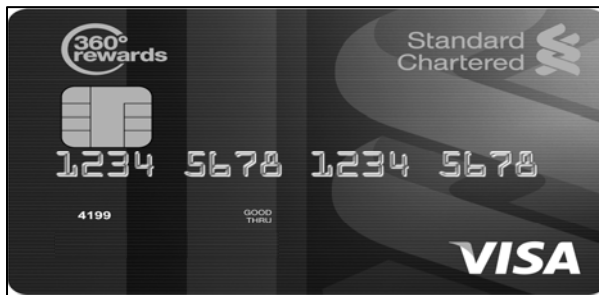 360°
rewards
Standard
Chartered
1234 5678 1234 5678
4199
GOOD
THRU
VISA